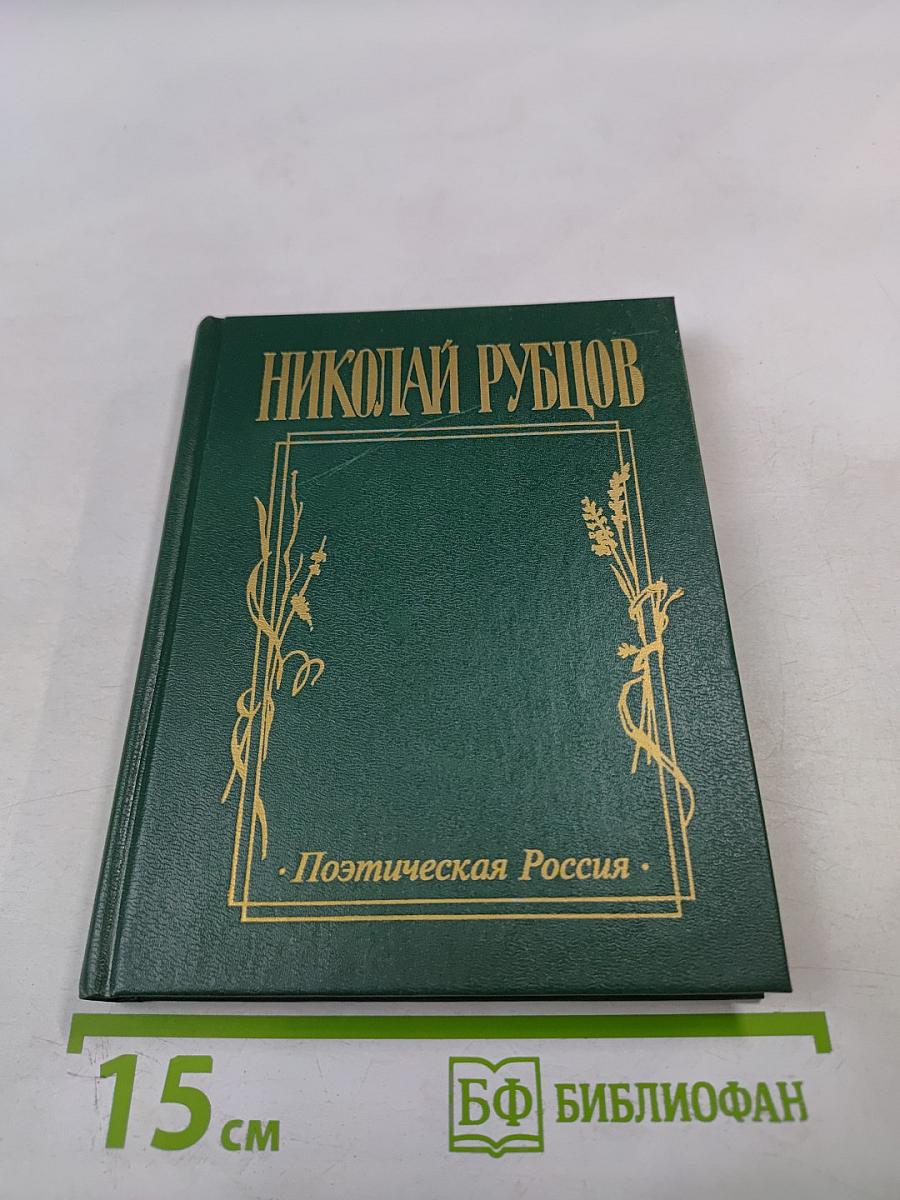 НИКОЛАЙ РУБЦОВ
· Поэтическая Россия ·
15 см
БФ БИБЛИОФАН